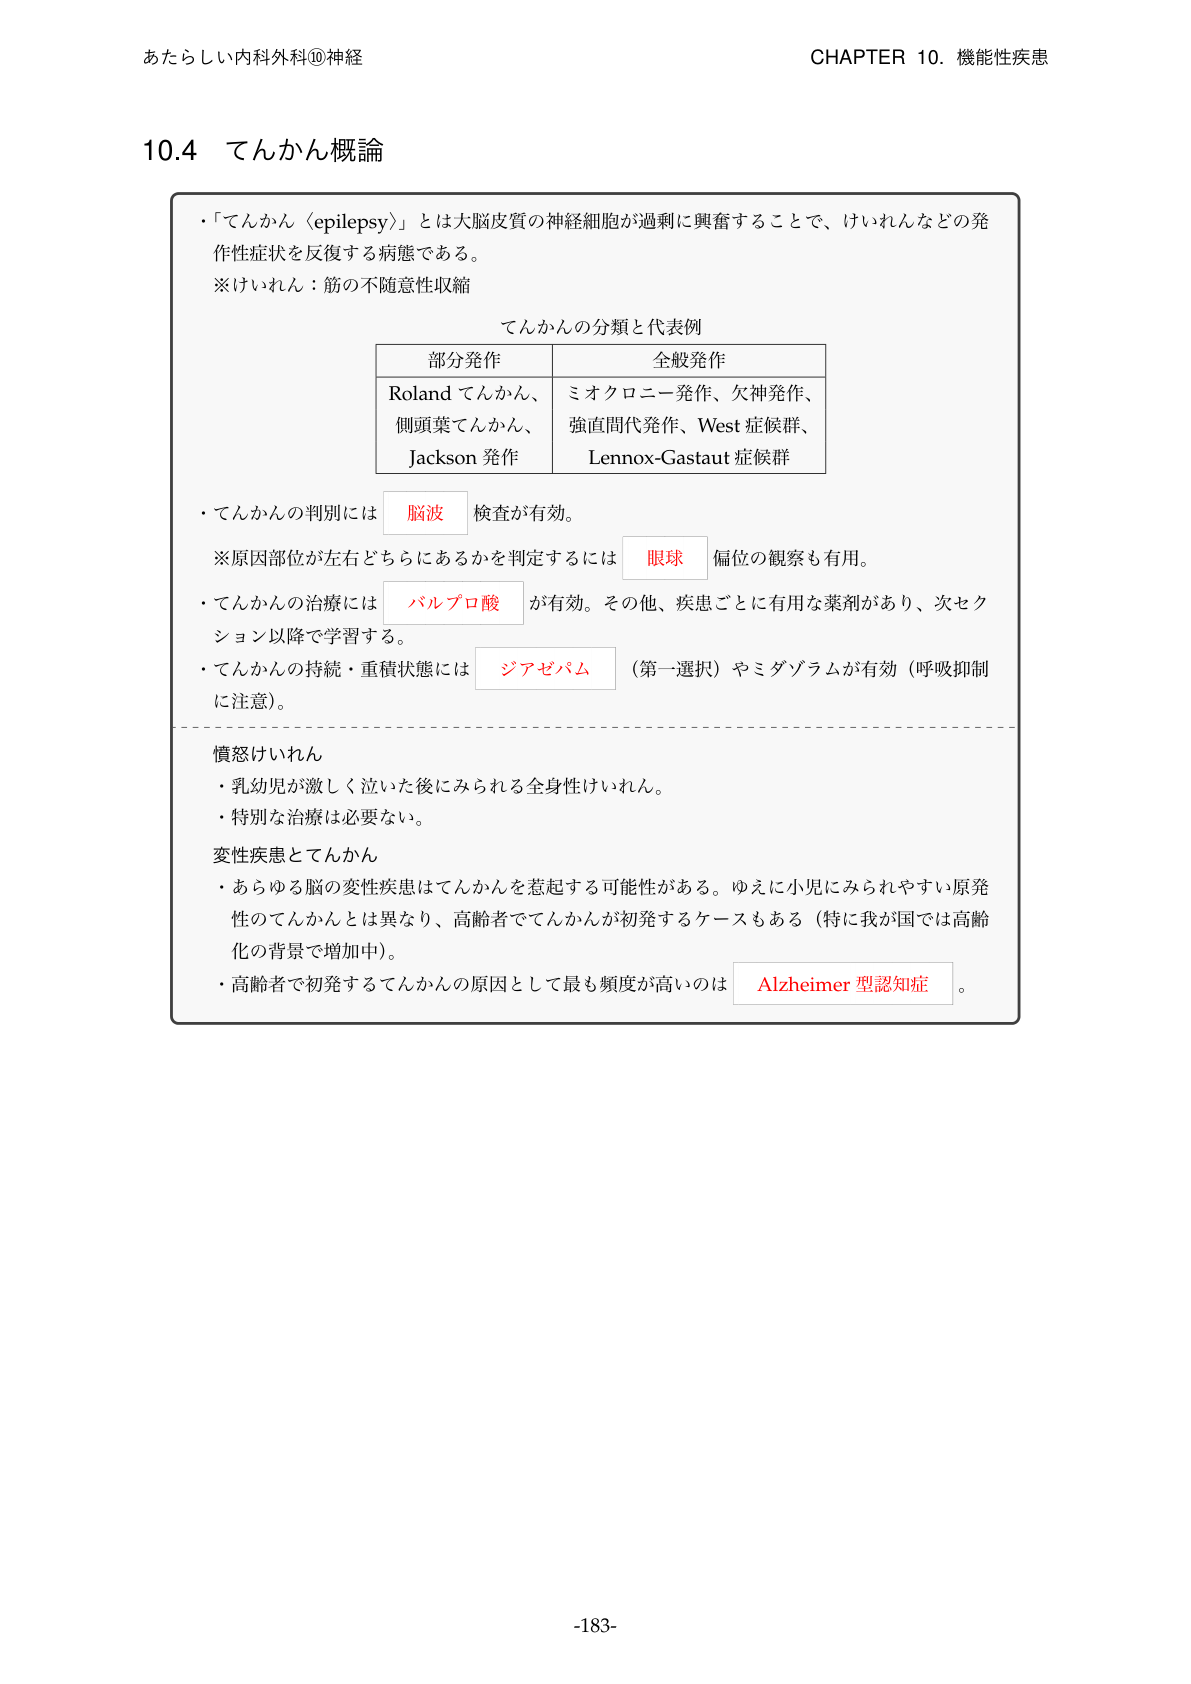 あたらしい内科外科⑩神経
CHAPTER 10. 機能性疾患
10.4 てんかん概論
・「てんかん〈epilepsy〉」とは大脳皮質の神経細胞が過剰に興奮することで、けいれんなどの発
作性症状を反復する病態である。
※けいれん：筋の不随意性収縮
てんかんの分類と代表例
部分発作 全般発作
Roland てんかん、 ミオクロニー発作、欠神発作、
側頭葉てんかん、 強直間代発作、West 症候群、
Jackson 発作 Lennox-Gastaut 症候群
・てんかんの判別には 脳波 検査が有効。
※原因部位が左右どちらにあるかを判定するには 眼球 偏位の観察も有用。
・てんかんの治療には バルプロ酸 が有効。その他、疾患ごとに有用な薬剤があり、次セク
ション以降で学習する。
・てんかんの持続・重積状態には ジアゼパム （第一選択）やミダゾラムが有効（呼吸抑制
に注意）。
憤怒けいれん
・乳幼児が激しく泣いた後にみられる全身性けいれん。
・特別な治療は必要ない。
変性疾患とてんかん
・あらゆる脳の変性疾患はてんかんを惹起する可能性がある。ゆえに小児にみられやすい原発
性のてんかんとは異なり、高齢者でてんかんが初発するケースもある（特に我が国では高齢
化の背景で増加中）。
・高齢者で初発するてんかんの原因として最も頻度が高いのは Alzheimer 型認知症 。
-183-